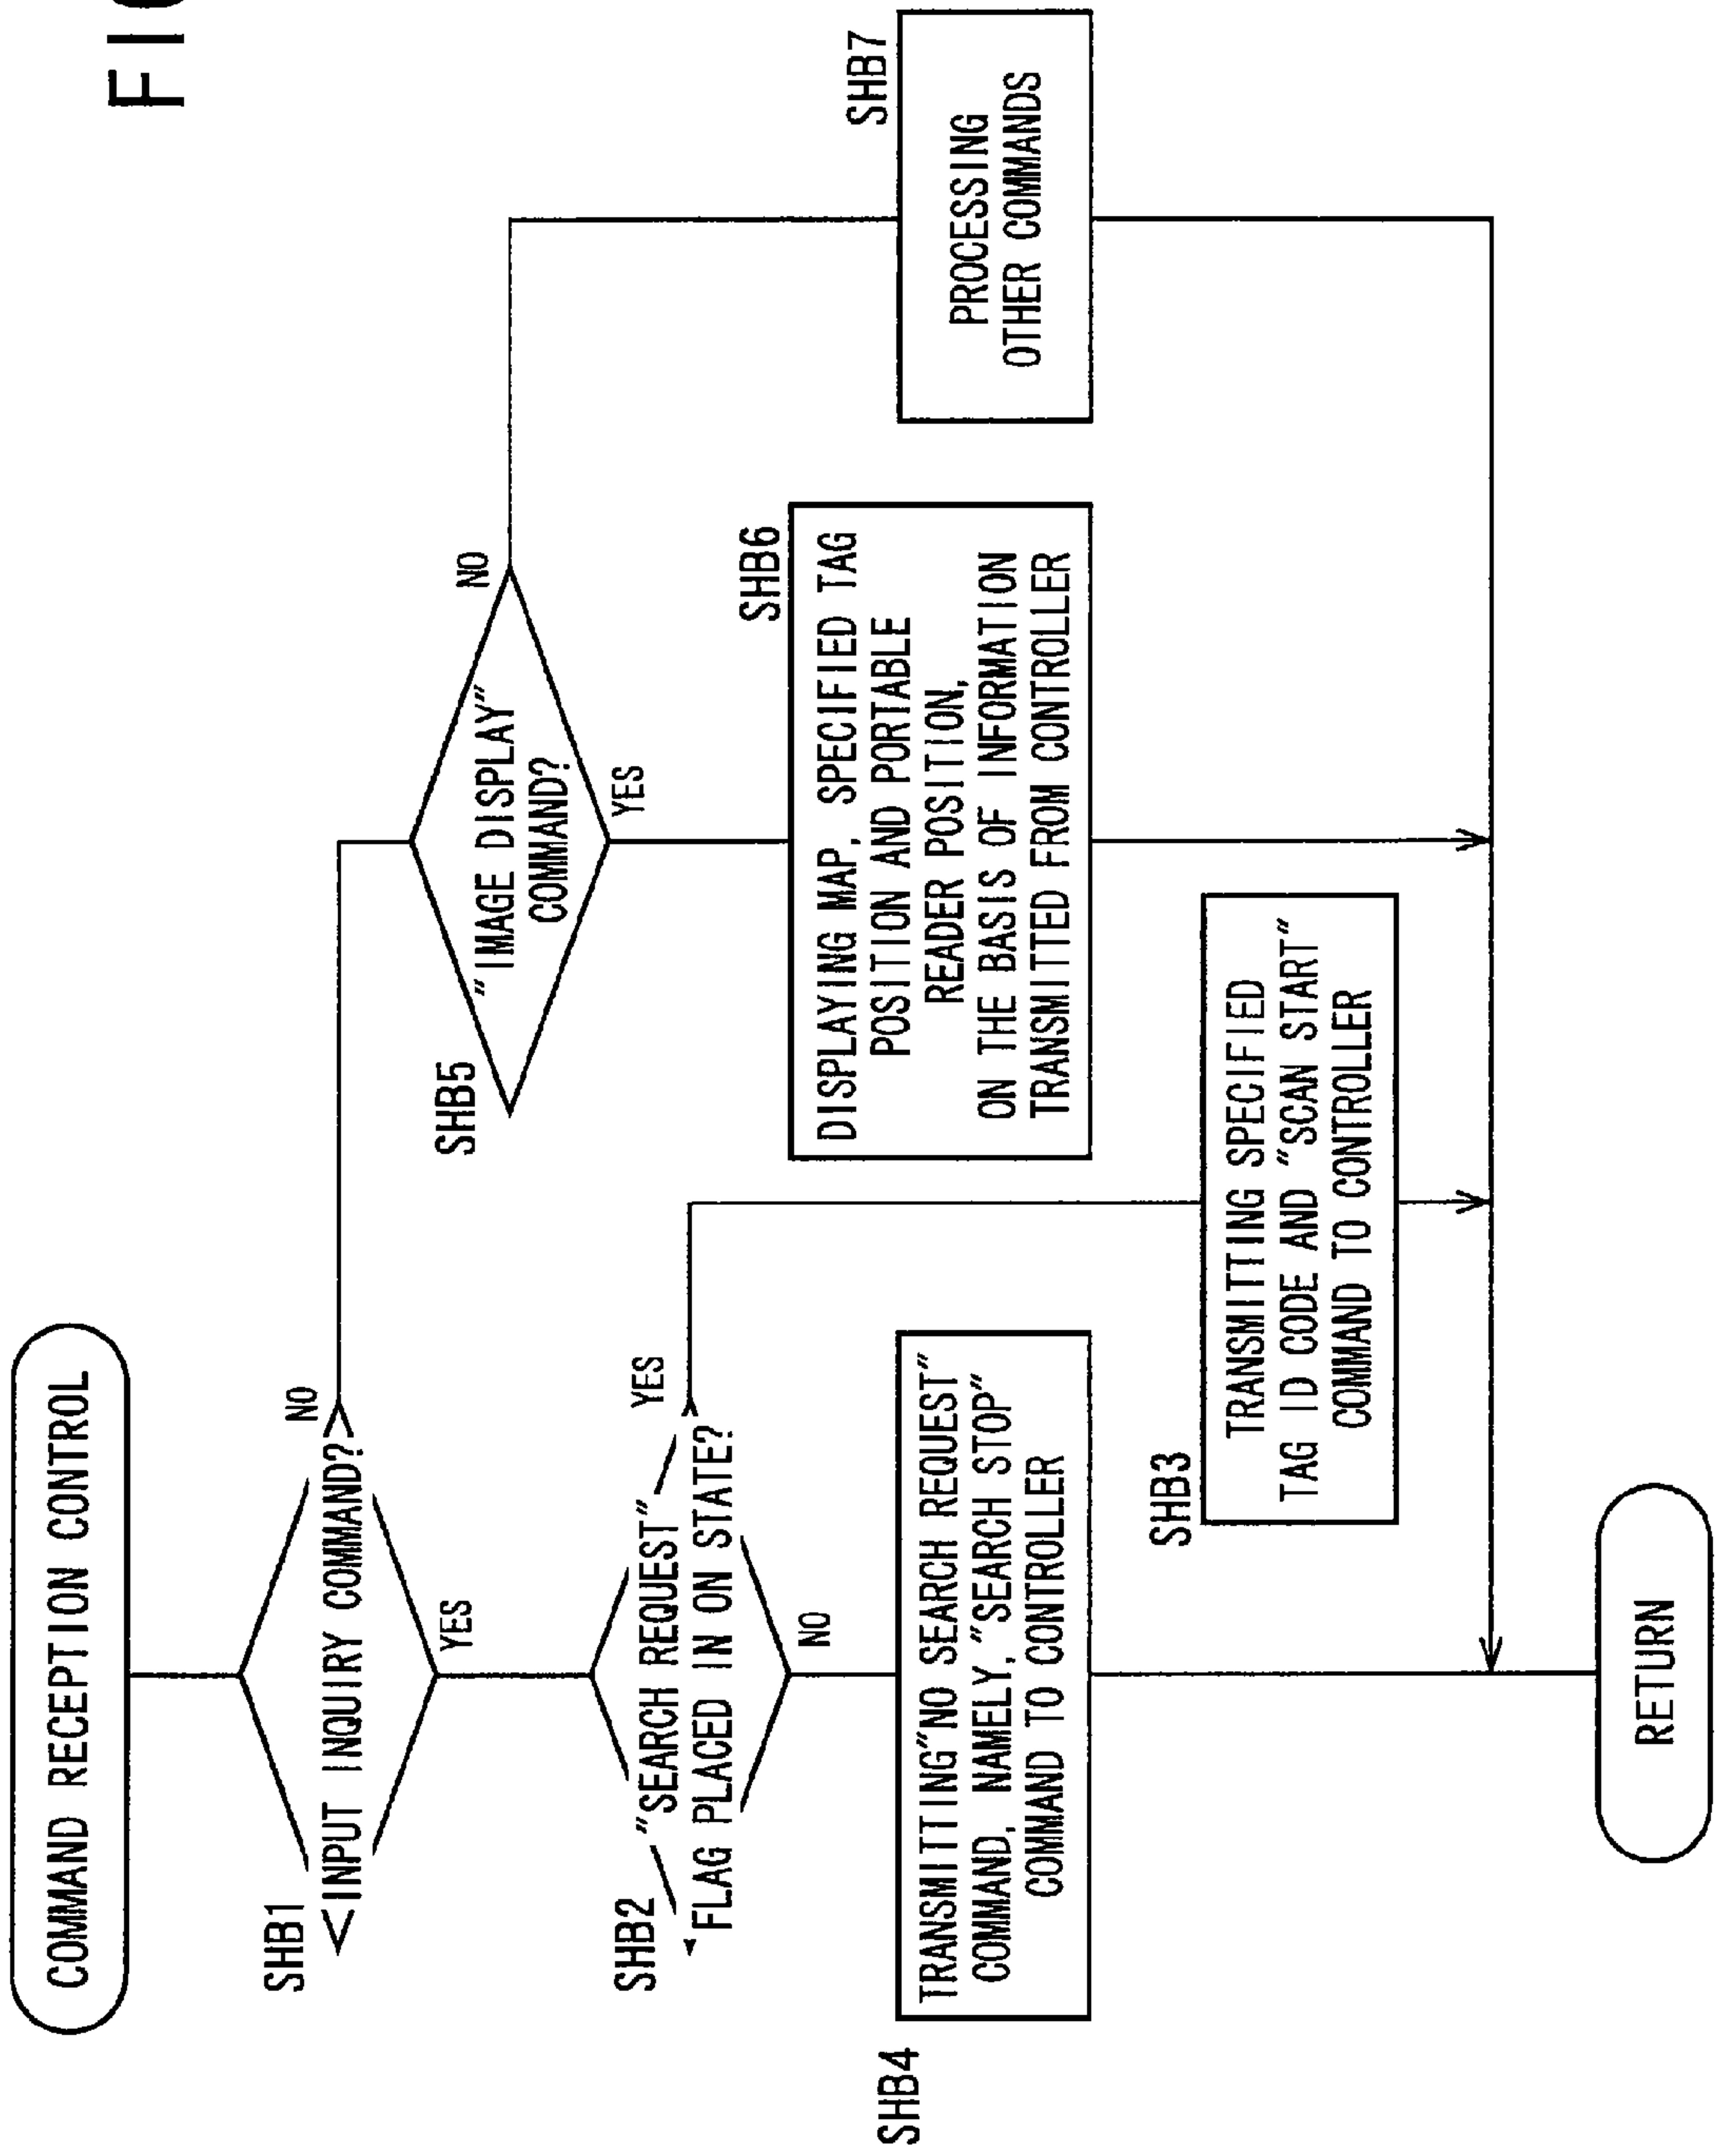 FIG
COMMAND RECEPTION CONTROL
SHB1
INPUT INQUIRY COMMAND?
NO
YES
SHB2
"SEARCH REQUEST"
FLAG PLACED IN ON STATE?
YES
NO
SHB4
TRANSMITTING"NO SEARCH REQUEST"
COMMAND, NAMELY,"SEARCH STOP"
COMMAND TO CONTROLLER
SHB3
TRANSMITTING SPECIFIED
TAG ID CODE AND "SCAN START"
COMMAND TO CONTROLLER
SHB5
"IMAGE DISPLAY"
COMMAND?
NO
YES
SHB6
DISPLAYING MAP, SPECIFIED TAG
POSITION AND PORTABLE
READER POSITION,
ON THE BASIS OF INFORMATION
TRANSMITTED FROM CONTROLLER
SHB7
PROCESSING
OTHER COMMANDS
RETURN